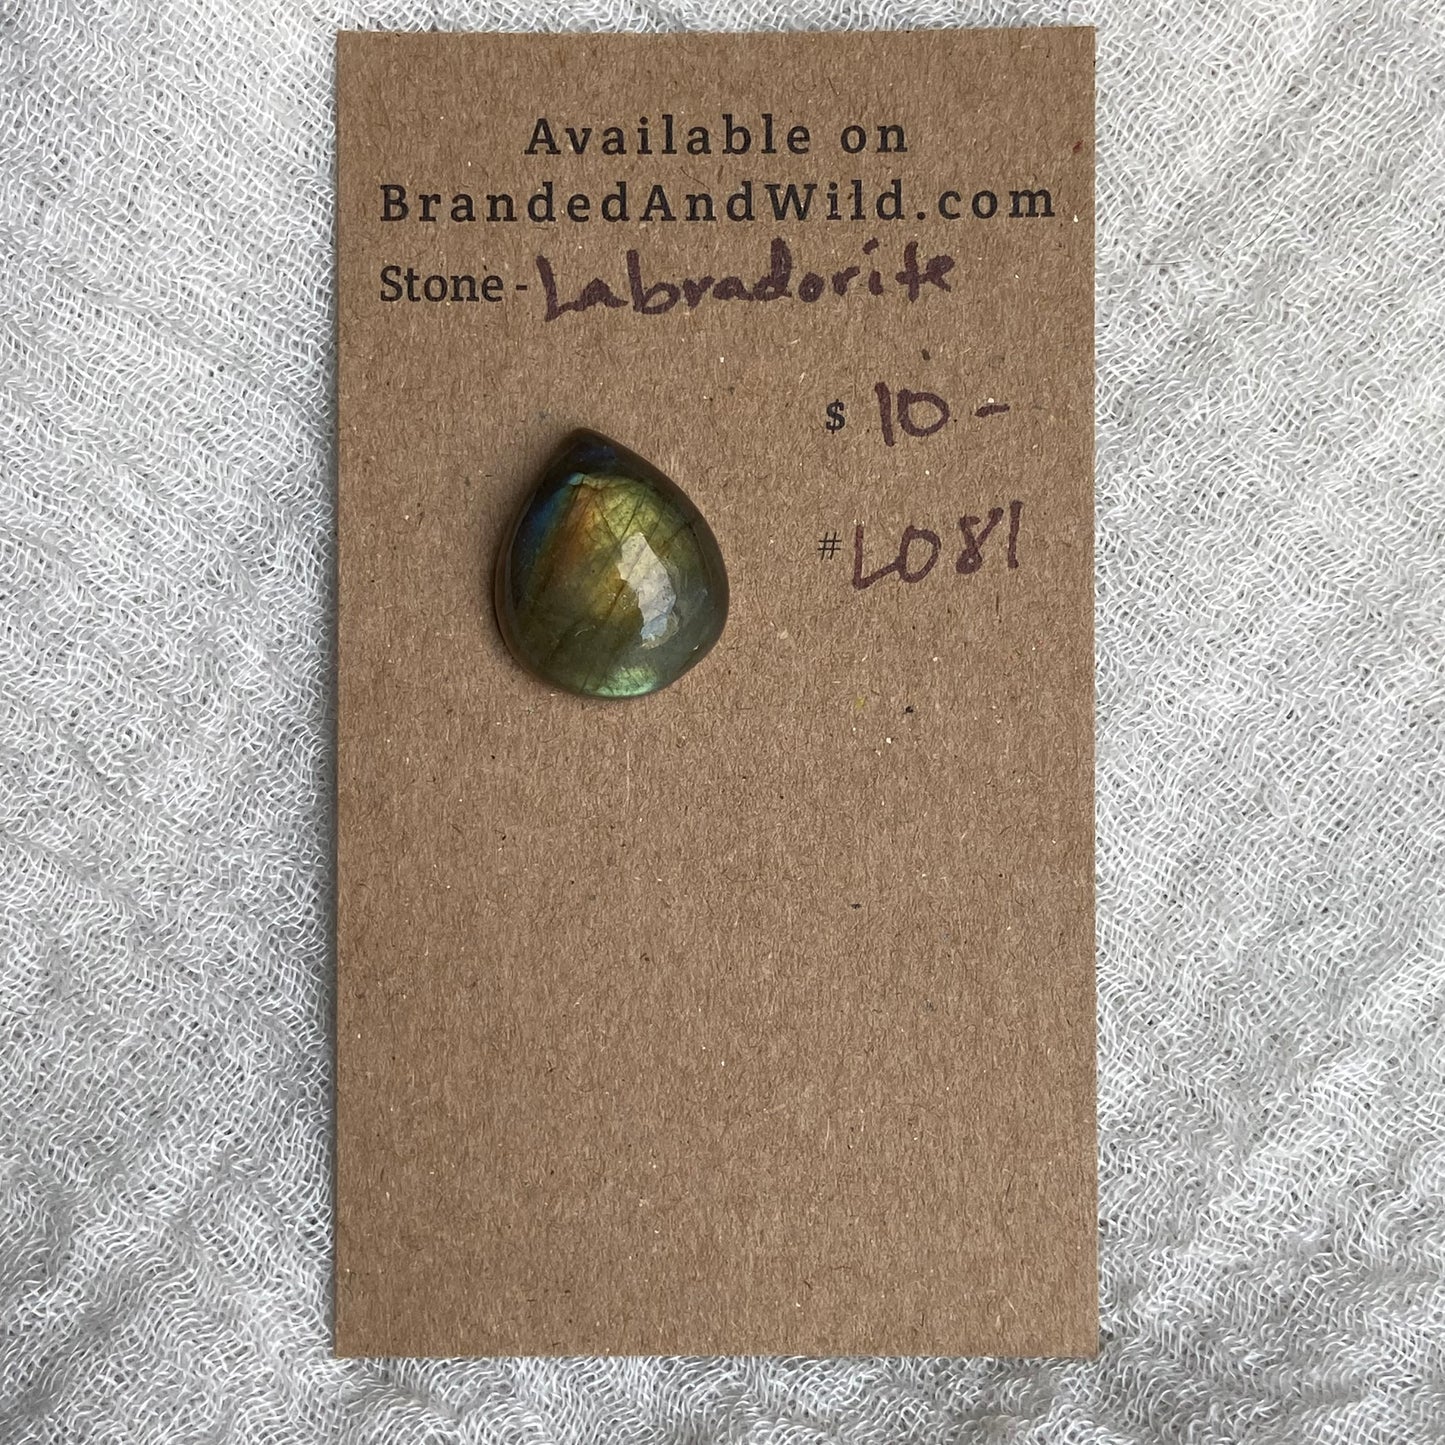 Available on
BrandedAndWild.com
Stone - Labradorite
$ 10 -
# L081